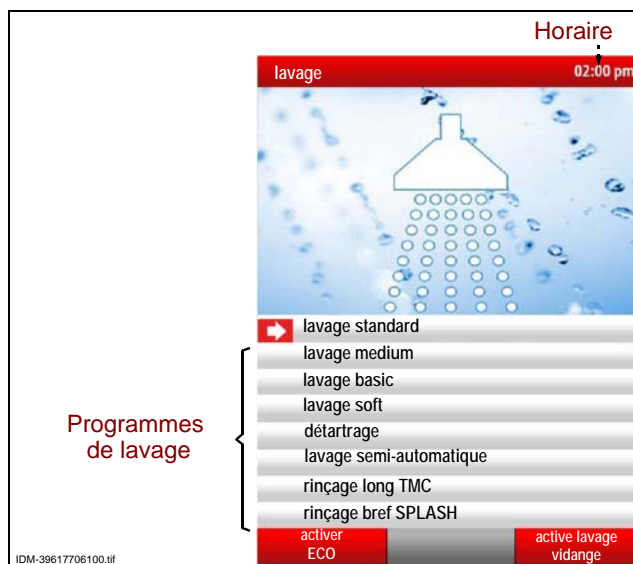 Horaire
lavage
02:00 pm
lavage standard
lavage medium
lavage basic
lavage soft
détartrage
lavage semi-automatique
rinçage long TMC
rinçage bref SPLASH
Programmes
de lavage
activer
ECO
active lavage
vidange
IDM-39617706100.tif